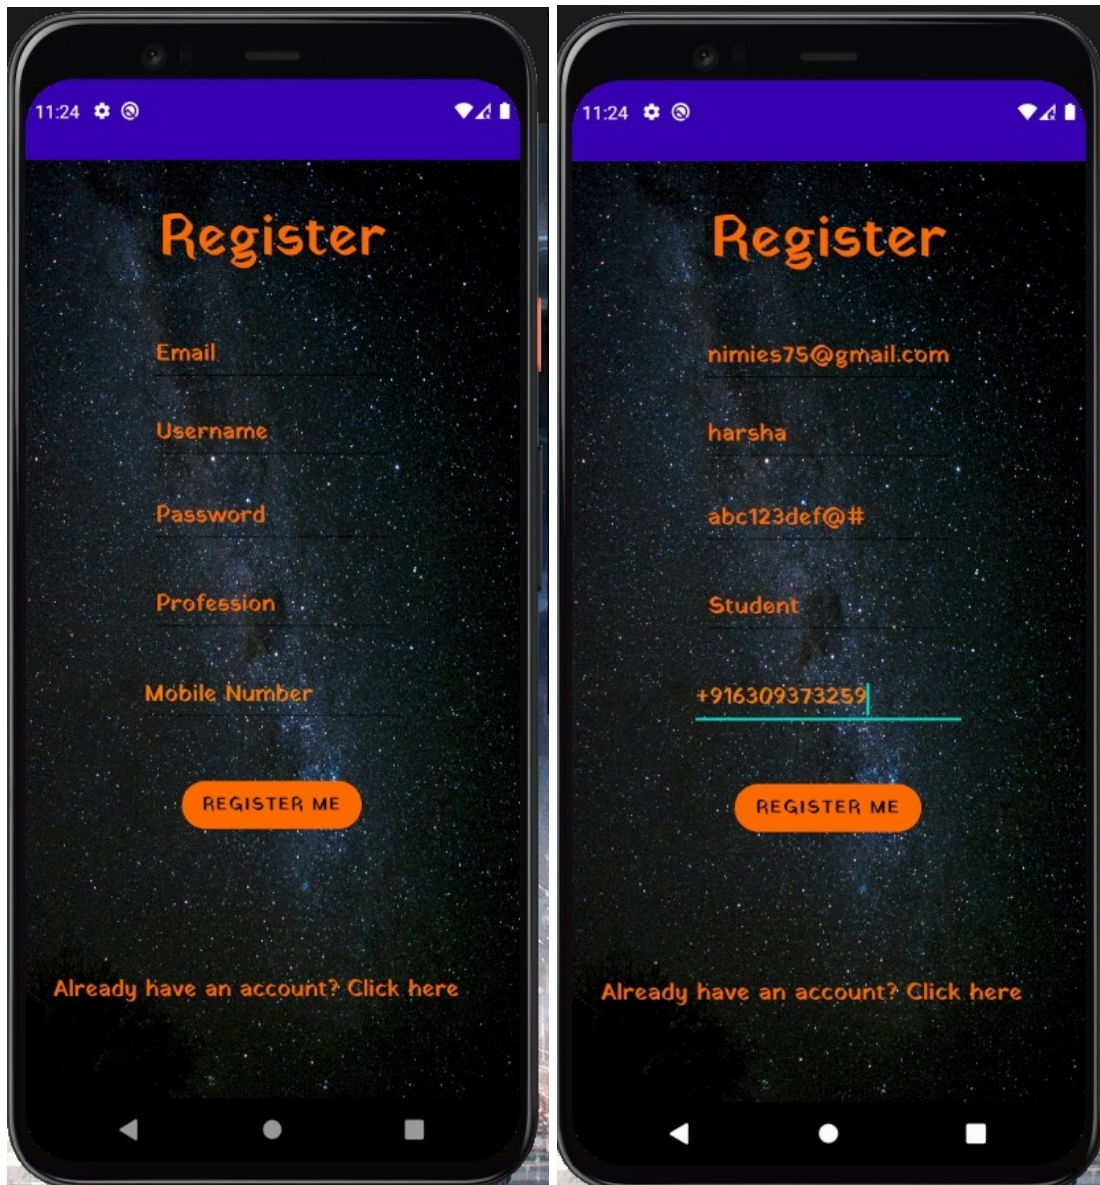 11:24
Register
Email
Username
Password
Profession
Mobile Number
REGISTER ME
Already have an account? Click here
11:24
Register
nimies75@gmail.com
harsha
abc123def@#
Student
+916309373259
REGISTER ME
Already have an account? Click here